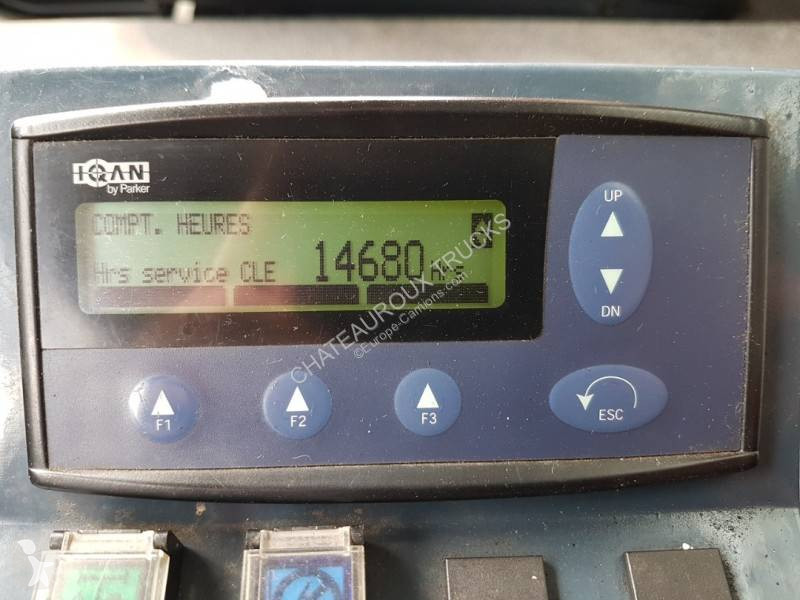 IQAN
by Parker
COMPT. HEURES
Hrs service CLE 14680 hrs
UP
DN
F1
F2
F3
ESC
CHATEAUROUX TRUCKS
©Europe-Camions.com